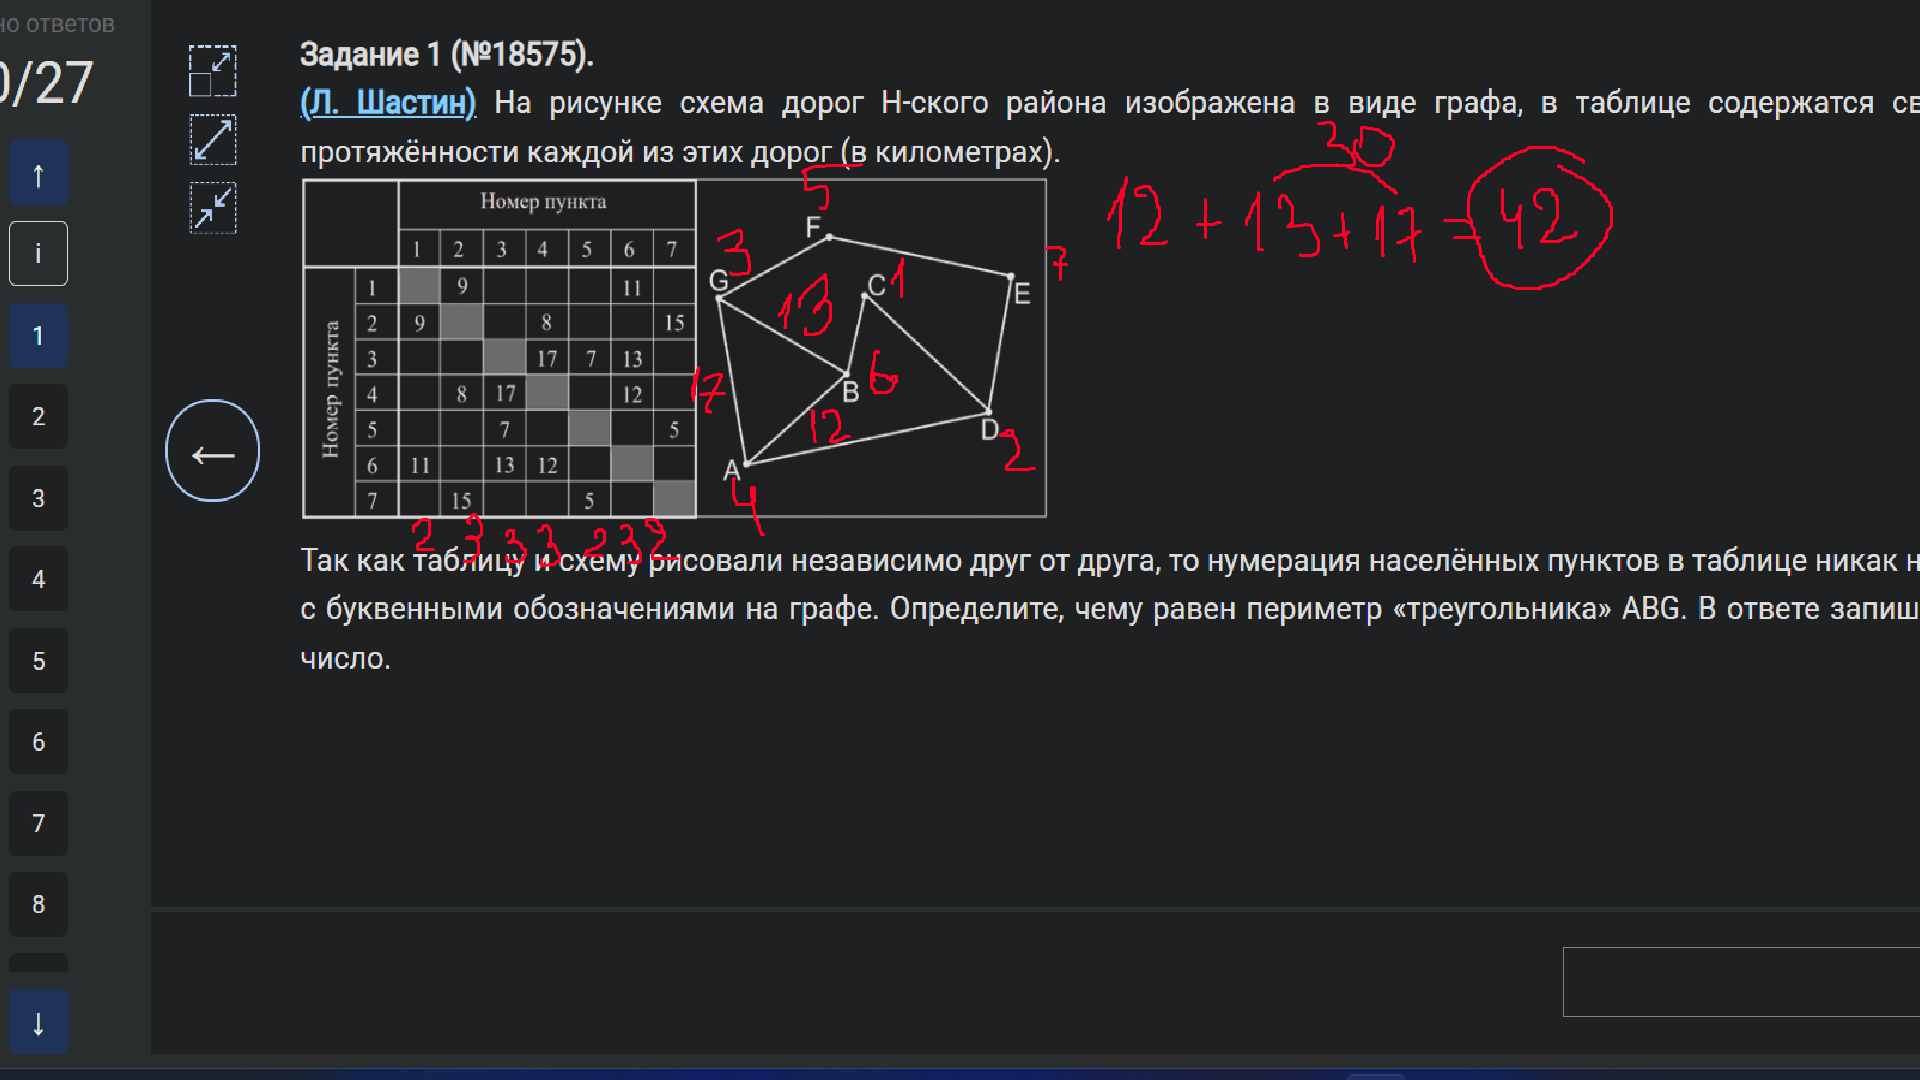 но ответов
0/27
↑
i
1
2
3
4
5
6
7
8
↓
←
Задание 1 (№18575).
(Л. Шастин) На рисунке схема дорог Н-ского района изображена в виде графа, в таблице содержатся св
протяжённости каждой из этих дорог (в километрах).
Номер пункта
1 2 3 4 5 6 7
Номер пункта
1 9 11
2 9 8 15
3 17 7 13
4 8 17 12
5 7 5
6 11 13 12
7 15 5
2 3 3 3 2 3 2
5
F
3
G
13
C 1
E
7
17
B 6
12
D 2
A
4
30
12 + 13 + 17 = 42
Так как таблицу и схему рисовали независимо друг от друга, то нумерация населённых пунктов в таблице никак н
с буквенными обозначениями на графе. Определите, чему равен периметр «треугольника» ABG. В ответе запиш
число.